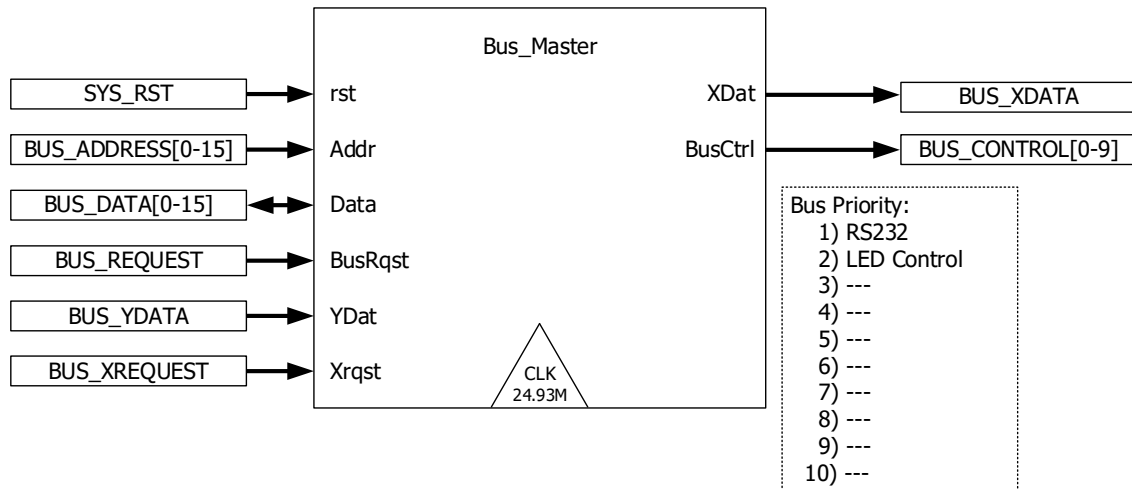 Bus_Master
SYS_RST rst XDat BUS_XDATA
BUS_ADDRESS[0-15] Addr BusCtrl BUS_CONTROL[0-9]
BUS_DATA[0-15] Data
BUS_REQUEST BusRqst
BUS_YDATA YDat
BUS_XREQUEST Xrqst
CLK
24.93M
Bus Priority:
1) RS232
2) LED Control
3) ---
4) ---
5) ---
6) ---
7) ---
8) ---
9) ---
10) ---